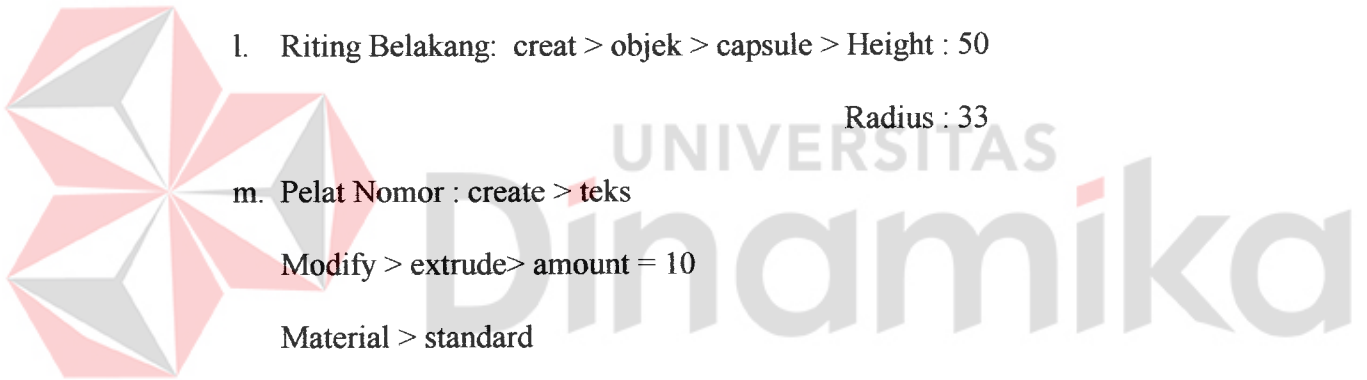 l. Riting Belakang: creat > objek > capsule > Height : 50
Radius : 33
UNIVERSITAS
Dinamika
m. Pelat Nomor : create > teks
Modify > extrude> amount = 10
Material > standard